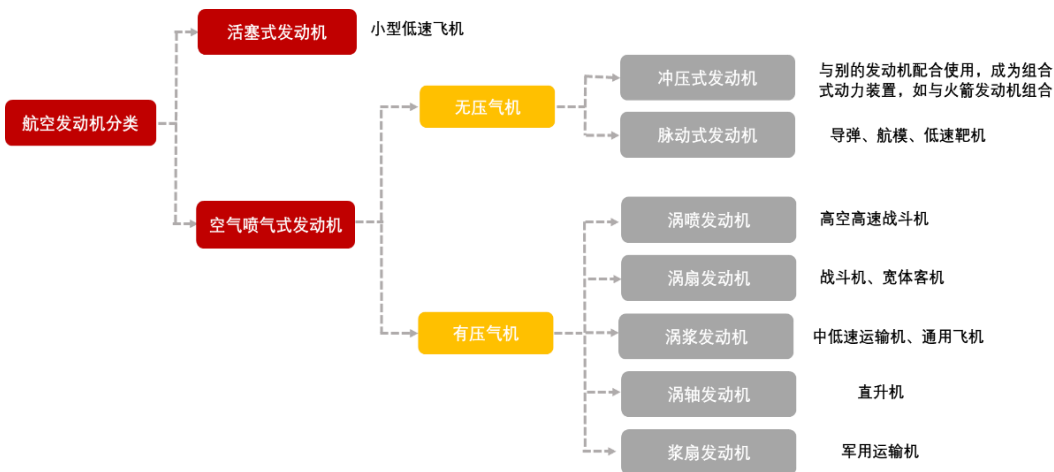 航空发动机分类
活塞式发动机
小型低速飞机
空气喷气式发动机
无压气机
冲压式发动机
与别的发动机配合使用，成为组合
式动力装置，如与火箭发动机组合
脉动式发动机
导弹、航模、低速靶机
有压气机
涡喷发动机
高空高速战斗机
涡扇发动机
战斗机、宽体客机
涡浆发动机
中低速运输机、通用飞机
涡轴发动机
直升机
浆扇发动机
军用运输机